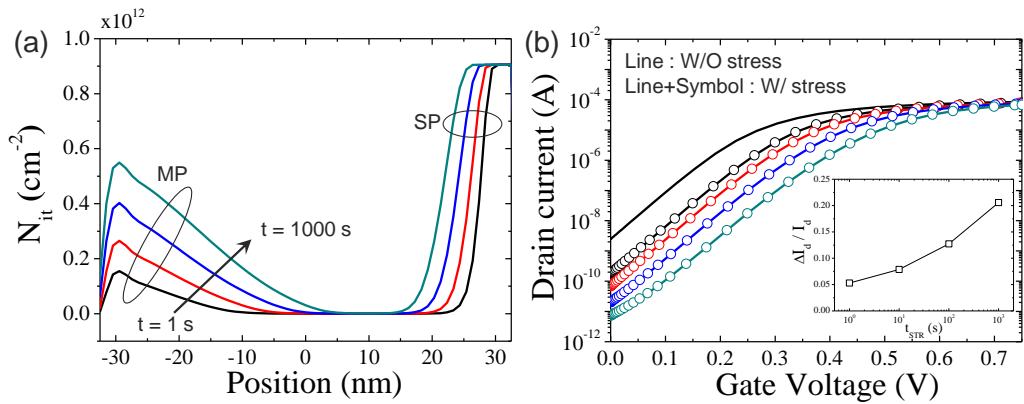 (a)
x10^12
1.0
0.8
0.6
0.4
0.2
0.0
N_it (cm^-2)
MP
SP
t = 1000 s
t = 1 s
-30 -20 -10 0 10 20 30
Position (nm)
(b)
10^-2
10^-4
10^-6
10^-8
10^-10
10^-12
Drain current (A)
Line : W/O stress
Line+Symbol : W/ stress
0.20
0.15
0.10
0.05
0.00
ΔI_d / I_d
10^0 10^1 10^2 10^3
t_STR (s)
0.0 0.1 0.2 0.3 0.4 0.5 0.6 0.7
Gate Voltage (V)